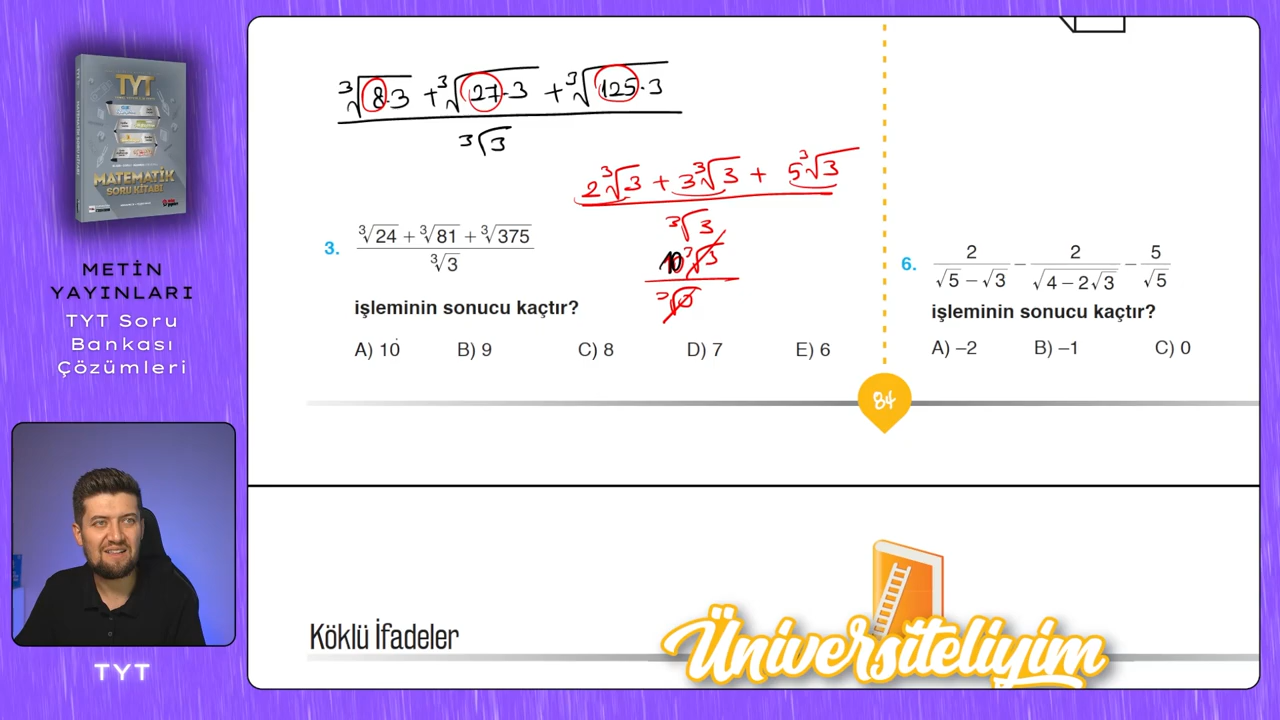 TYT
MATEMATİK
SORU KİTABI
METİN
YAYINLARI
TYT Soru
Bankası
Çözümleri
TYT
∛8·3 + ∛27·3 + ∛125·3
∛3
2∛3 + 3∛3 + 5∛3
∛3
10∛3
∛3
3. (∛24 + ∛81 + ∛375) / ∛3
işleminin sonucu kaçtır?
A) 10 B) 9 C) 8 D) 7 E) 6
6. 2/(√5 − √3) − 2/√(4 − 2√3) − 5/√5
işleminin sonucu kaçtır?
A) −2 B) −1 C) 0
84
Köklü İfadeler
Üniversiteliyim